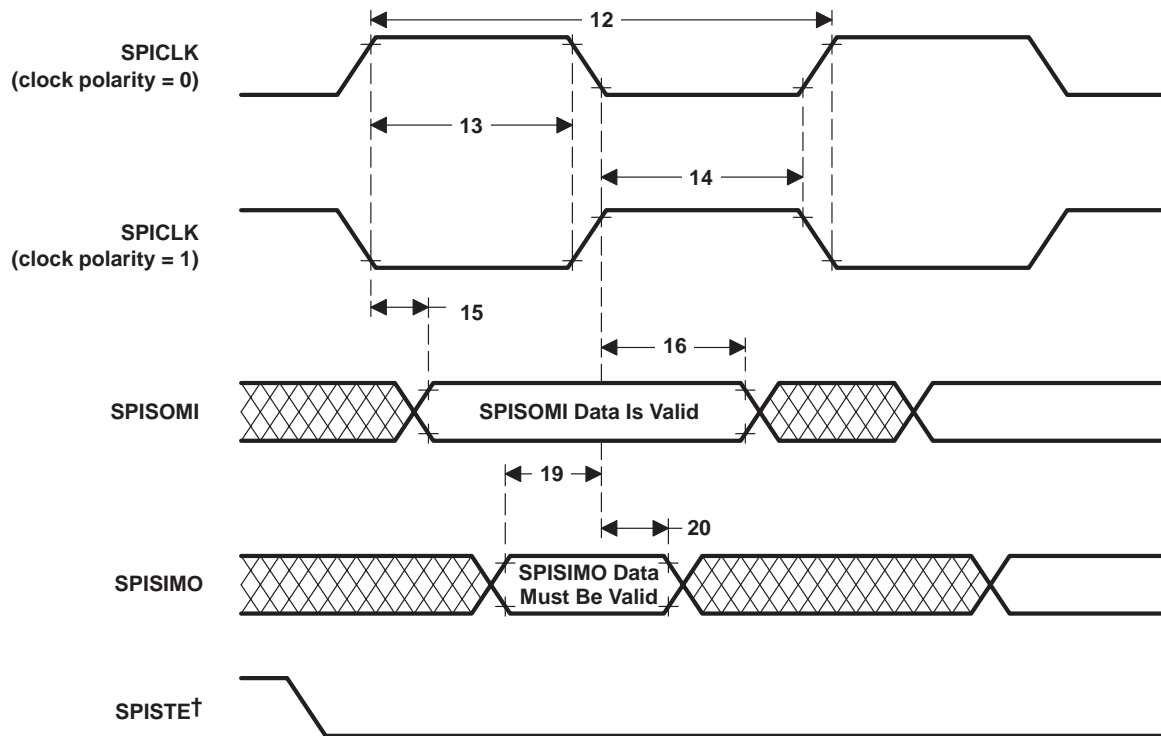 12
SPICLK
(clock polarity = 0)
13
14
SPICLK
(clock polarity = 1)
15
16
SPISOMI
SPISOMI Data Is Valid
19
20
SPISIMO
SPISIMO Data
Must Be Valid
SPISTE†